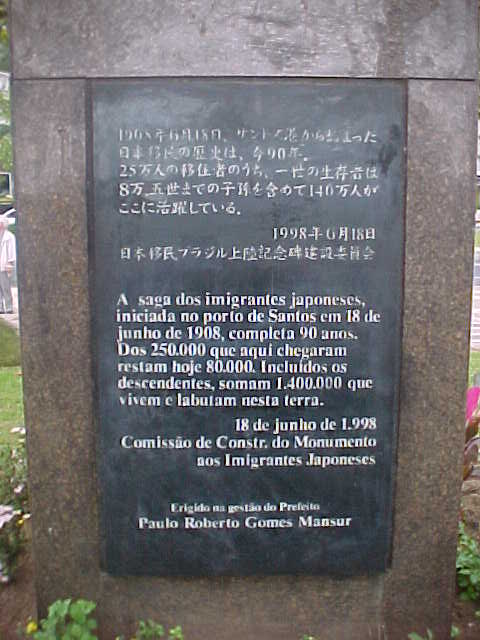 1908年6月18日、サントス港から始まった
日本移民の歴史は、今90年。
25万人の移住者のうち、一世の生存者は
8万、五世までの子孫を含めて140万人が
ここに活躍している。
1998年6月18日
日本移民ブラジル上陸記念碑建設委員会
A saga dos imigrantes japoneses,
iniciada no porto de Santos em 18 de
junho de 1908, completa 90 anos.
Dos 250.000 que aqui chegaram
restam hoje 80.000. Incluídos os
descendentes, somam 1.400.000 que
vivem e labutam nesta terra.
18 de junho de 1.998
Comissão de Constr. do Monumento
aos Imigrantes Japoneses
Erigido na gestão do Prefeito
Paulo Roberto Gomes Mansur